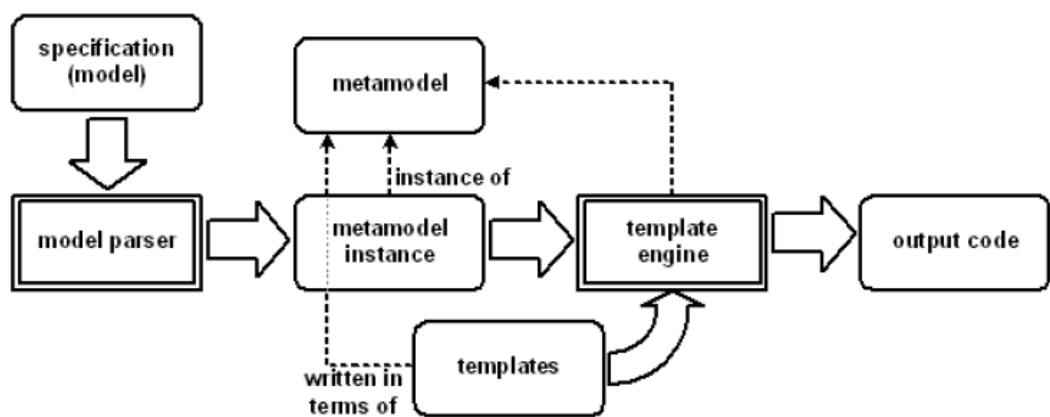 specification
(model)
metamodel
instance of
model parser
metamodel
instance
template
engine
output code
templates
written in
terms of